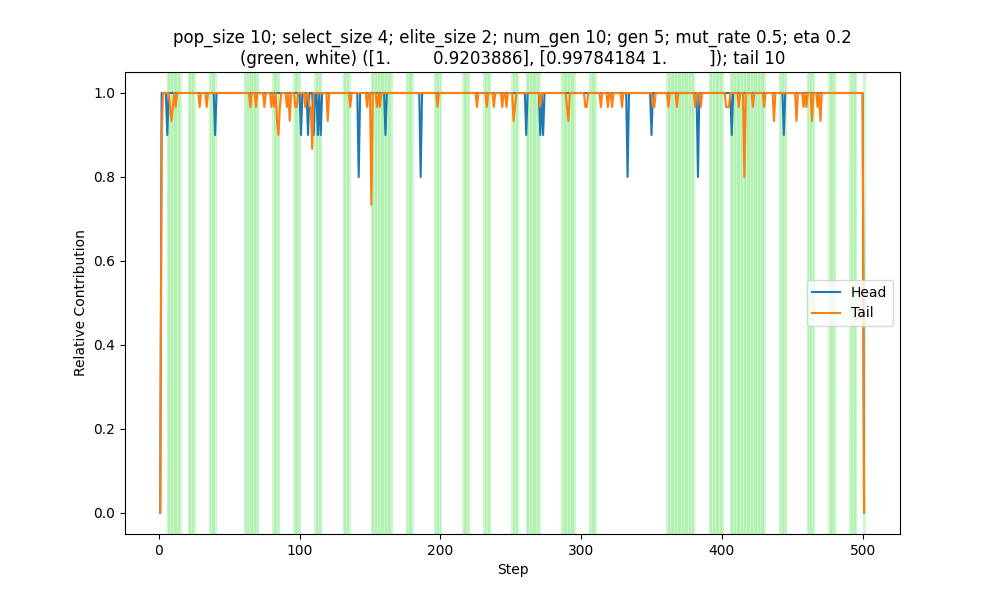 pop_size 10; select_size 4; elite_size 2; num_gen 10; gen 5; mut_rate 0.5; eta 0.2
(green, white) ([1.         0.9203886], [0.99784184 1.         ]); tail 10
1.0
0.8
0.6
0.4
0.2
0.0
Relative Contribution
Head
Tail
0
100
200
300
400
500
Step